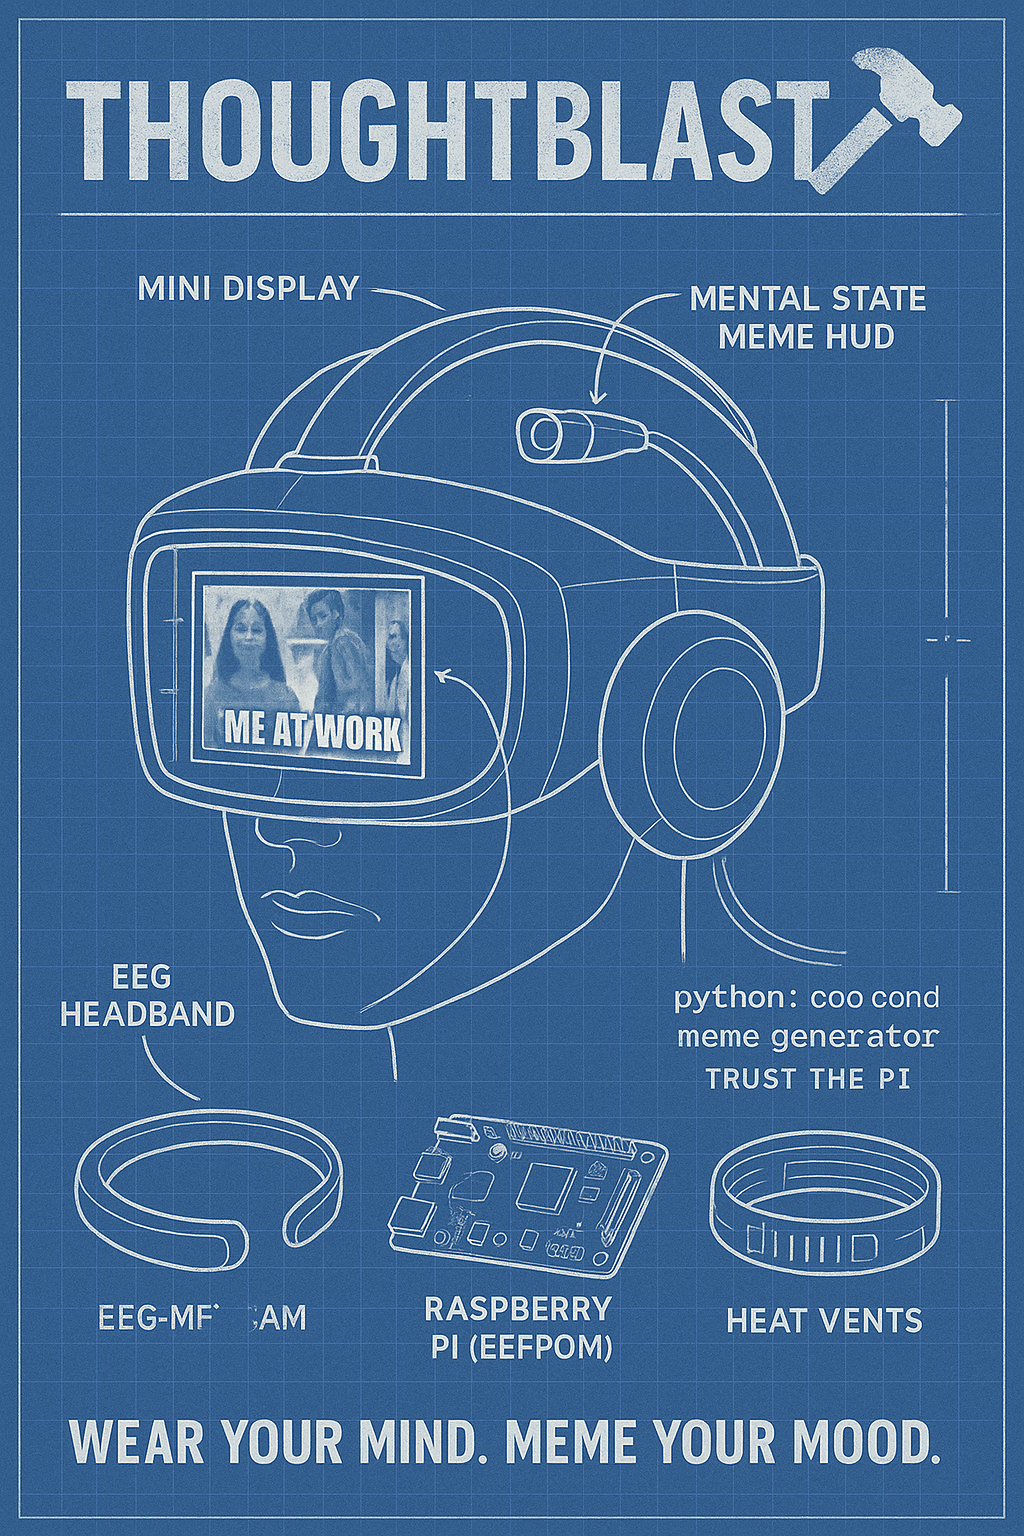 THOUGHTBLAST
MINI DISPLAY
MENTAL STATE
MEME HUD
ME AT WORK
EEG
HEADBAND
python: coo cond
meme generator
TRUST THE PI
RASPBERRY
PI (EEFPOM)
HEAT VENTS
WEAR YOUR MIND. MEME YOUR MOOD.